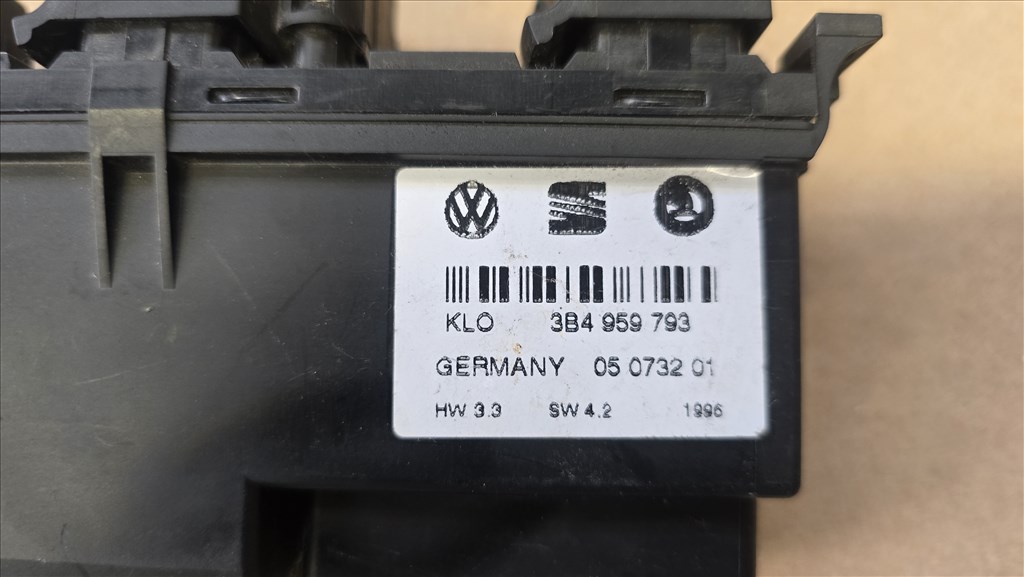 KLO 3B4 959 793
GERMANY 05 0732 01
HW 3.3 SW 4.2 1996